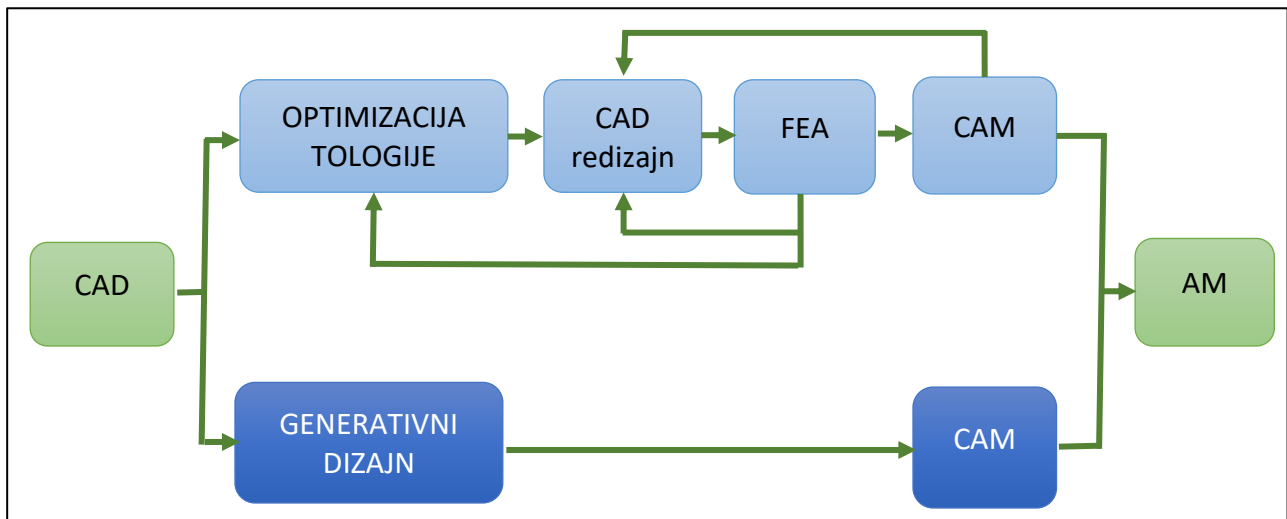 OPTIMIZACIJA
TOLOGIJE
CAD
redizajn
FEA
CAM
CAD
AM
GENERATIVNI
DIZAJN
CAM